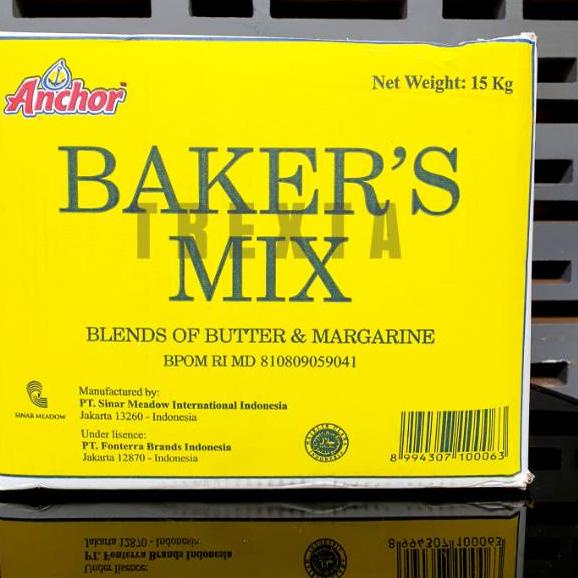 Anchor
Net Weight: 15 Kg
BAKER'S
TREXIA
MIX
BLENDS OF BUTTER & MARGARINE
BPOM RI MD 810809059041
Manufactured by:
PT. Sinar Meadow International Indonesia
Jakarta 13260 - Indonesia
SINAR MEADOW
Under lisence:
PT. Fonterra Brands Indonesia
Jakarta 12870 - Indonesia
8 994307 100063